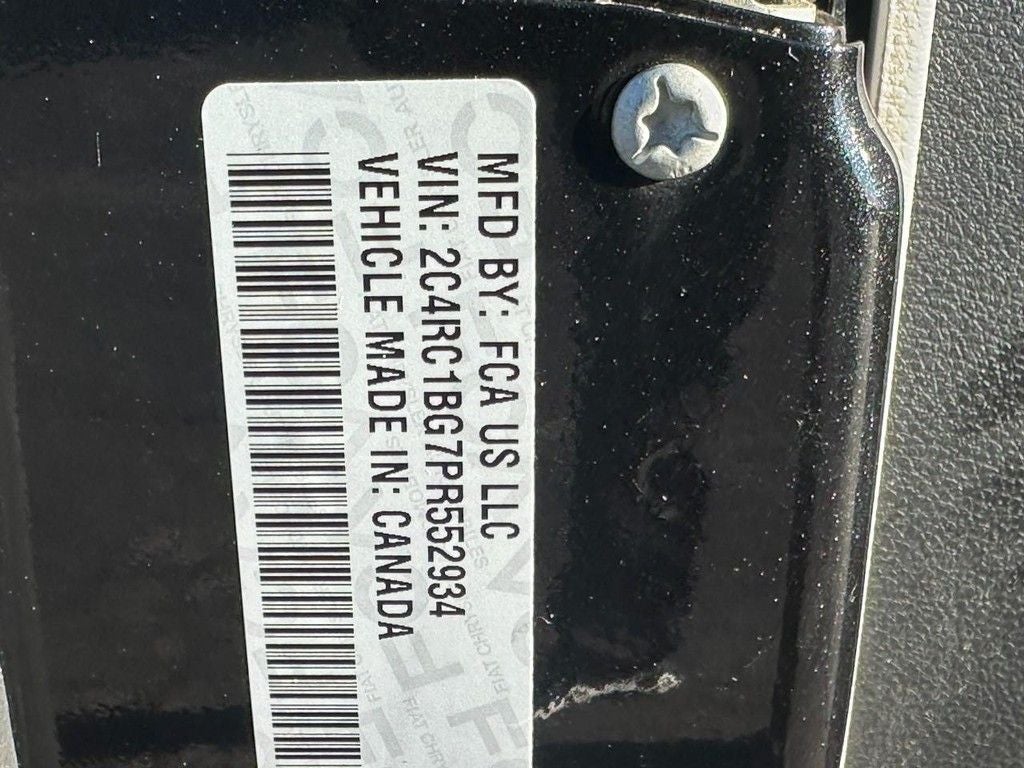 MFD BY: FCA US LLC
VIN: 2C4RC1BG7PR552934
VEHICLE MADE IN: CANADA